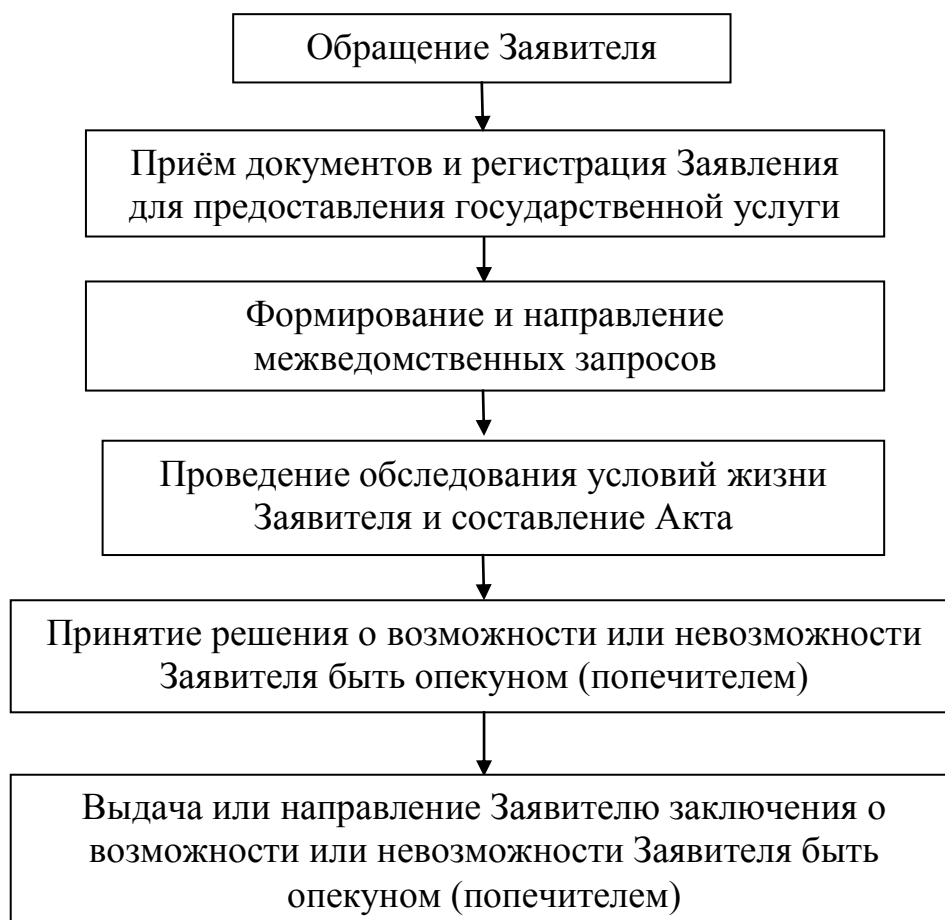 Обращение Заявителя
Приём документов и регистрация Заявления
для предоставления государственной услуги
Формирование и направление
межведомственных запросов
Проведение обследования условий жизни
Заявителя и составление Акта
Принятие решения о возможности или невозможности
Заявителя быть опекуном (попечителем)
Выдача или направление Заявителю заключения о
возможности или невозможности Заявителя быть
опекуном (попечителем)